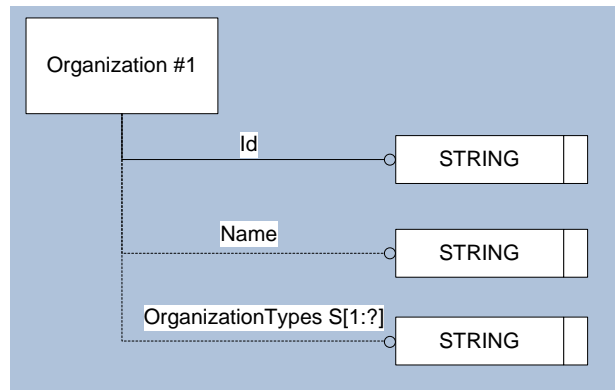 Organization #1
Id
STRING
Name
STRING
OrganizationTypes S[1:?]
STRING